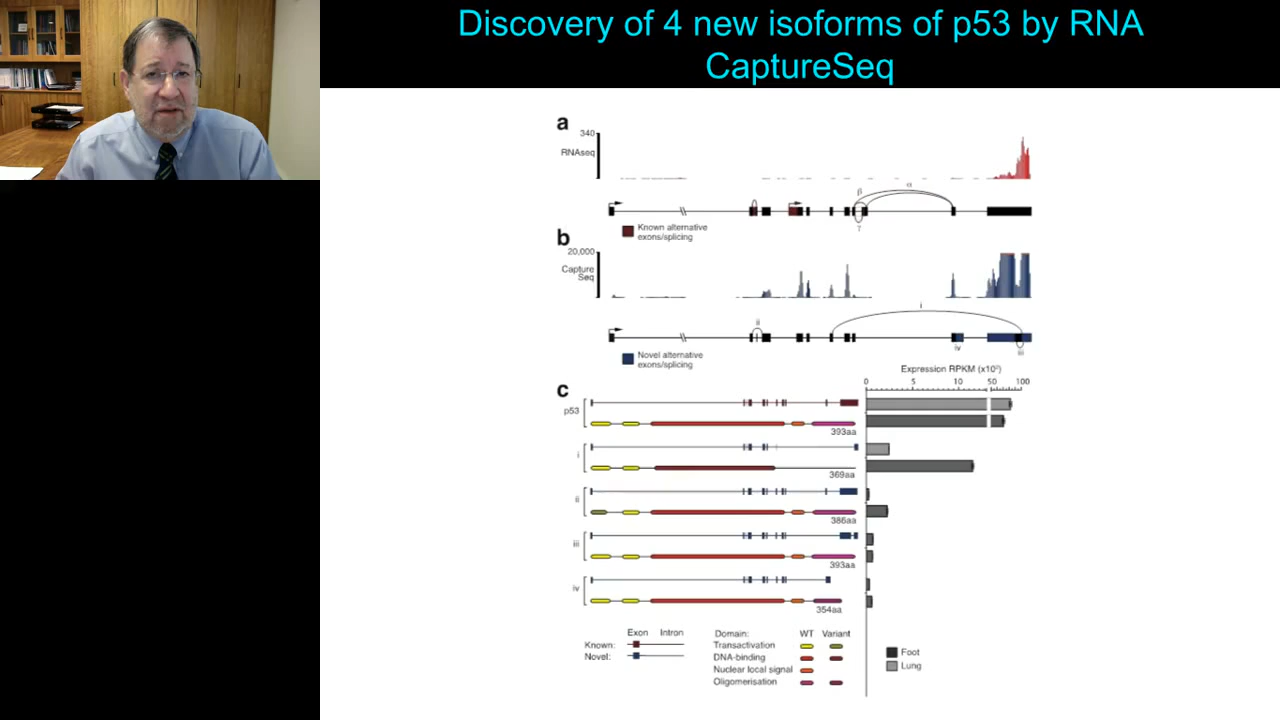 Discovery of 4 new isoforms of p53 by RNA
CaptureSeq
a
340
RNAseq
α
β
γ
Known alternative
exons/splicing
b
20,000
Capture
Seq
i
ii
iv
iii
Novel alternative
exons/splicing
Expression RPKM (x10²)
0 5 10 50 100
c
p53
393aa
i
369aa
ii
386aa
iii
393aa
iv
354aa
Exon Intron
Known:
Novel:
Domain: WT Variant
Transactivation
DNA-binding
Nuclear local signal
Oligomerisation
Foot
Lung